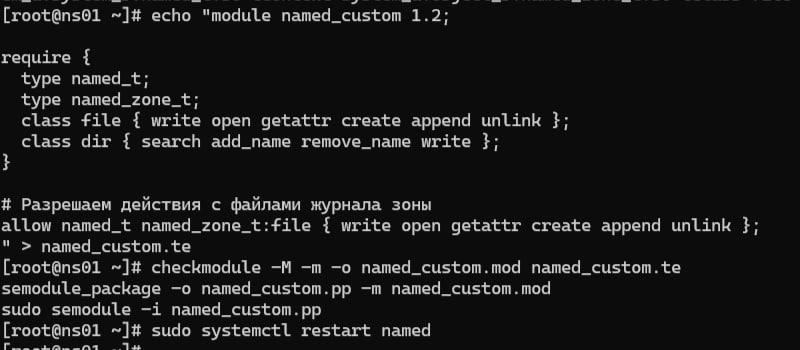 [root@ns01 ~]# echo "module named_custom 1.2;
require {
  type named_t;
  type named_zone_t;
  class file { write open getattr create append unlink };
  class dir { search add_name remove_name write };
}
# Разрешаем действия с файлами журнала зоны
allow named_t named_zone_t:file { write open getattr create append unlink };
" > named_custom.te
[root@ns01 ~]# checkmodule -M -m -o named_custom.mod named_custom.te
semodule_package -o named_custom.pp -m named_custom.mod
sudo semodule -i named_custom.pp
[root@ns01 ~]# sudo systemctl restart named
[root@ns01 ~]#